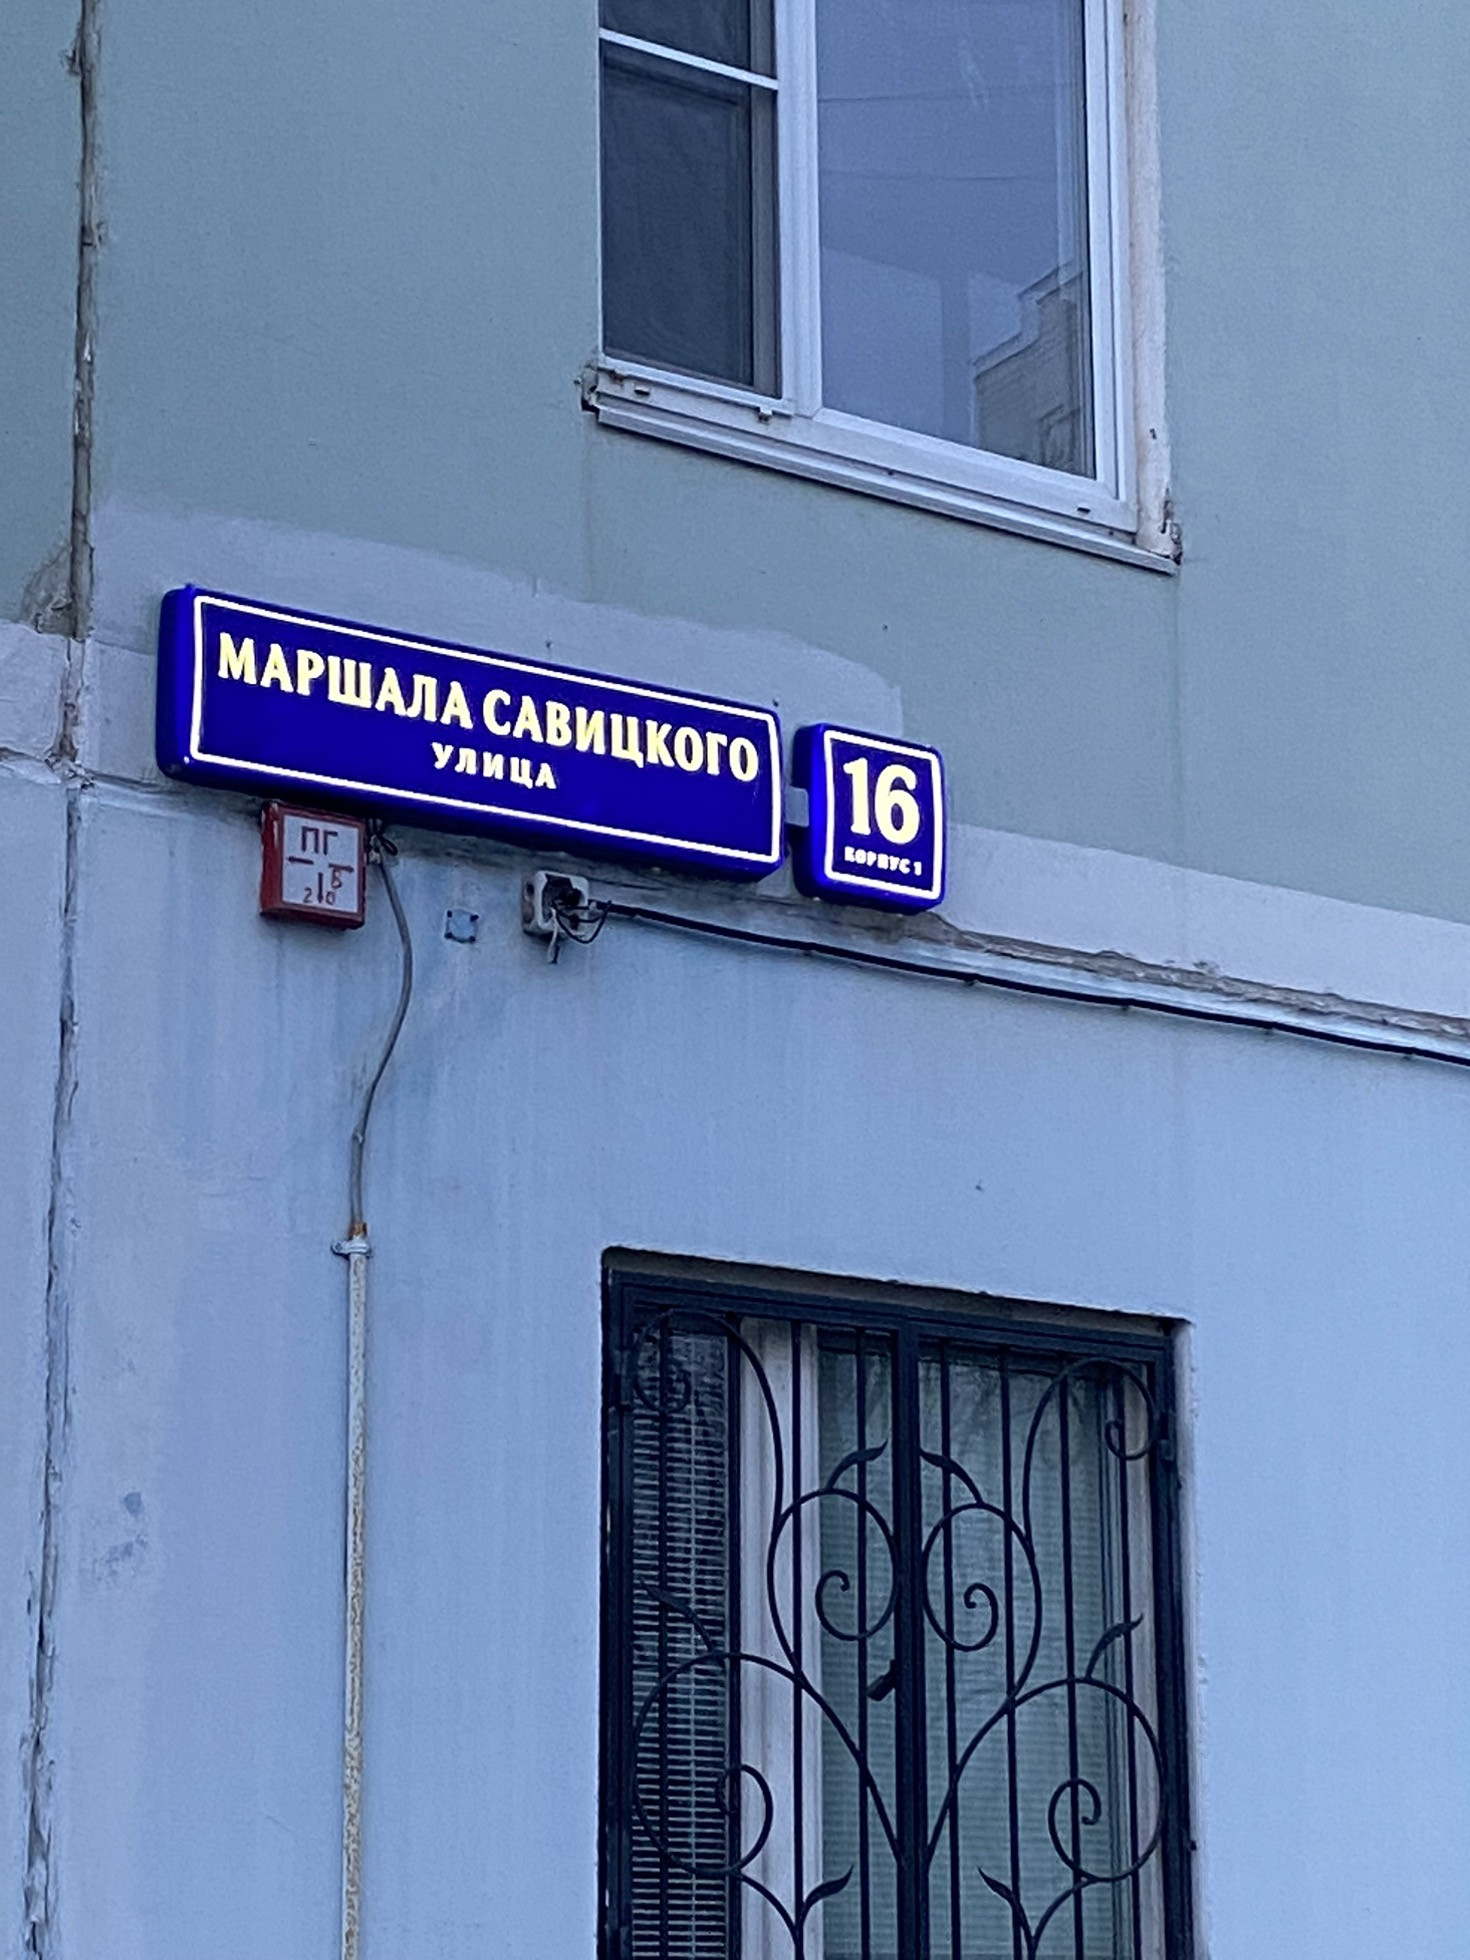 МАРШАЛА САВИЦКОГО
УЛИЦА
16
КОРПУС 1
ПГ